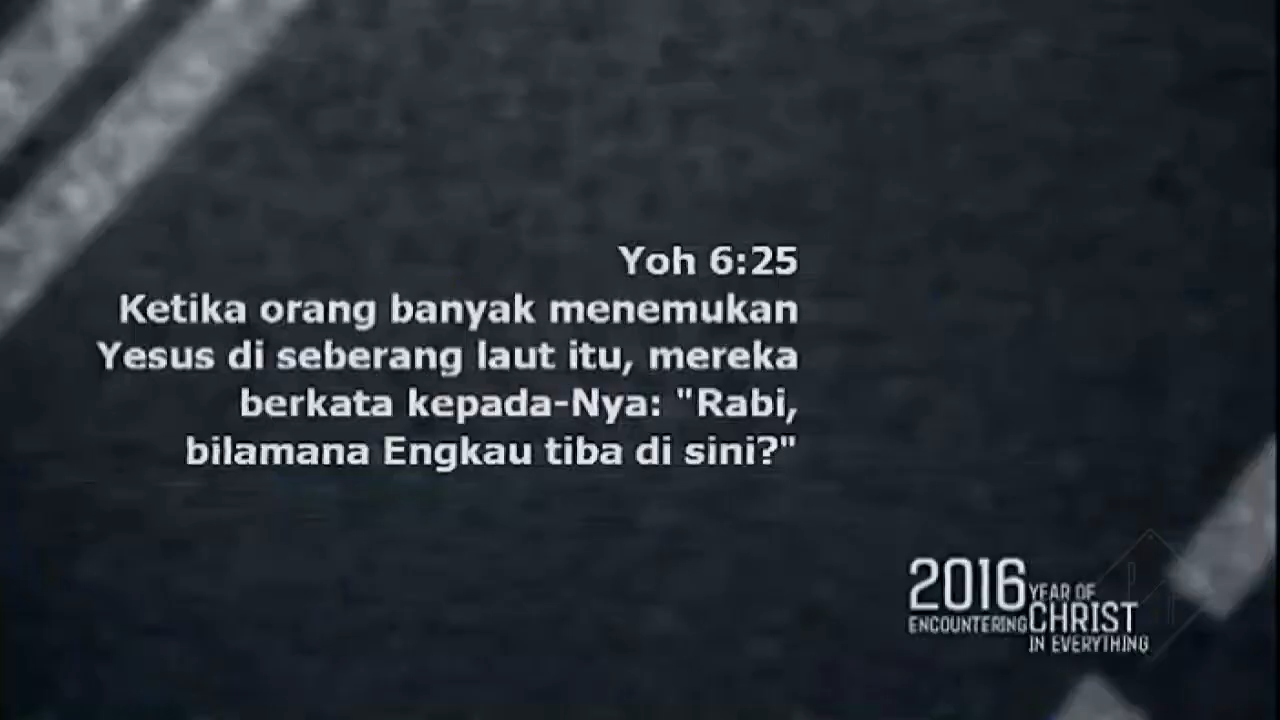 Yoh 6:25
Ketika orang banyak menemukan
Yesus di seberang laut itu, mereka
berkata kepada-Nya: "Rabi,
bilamana Engkau tiba di sini?"
2016 YEAR OF
ENCOUNTERING CHRIST
IN EVERYTHING